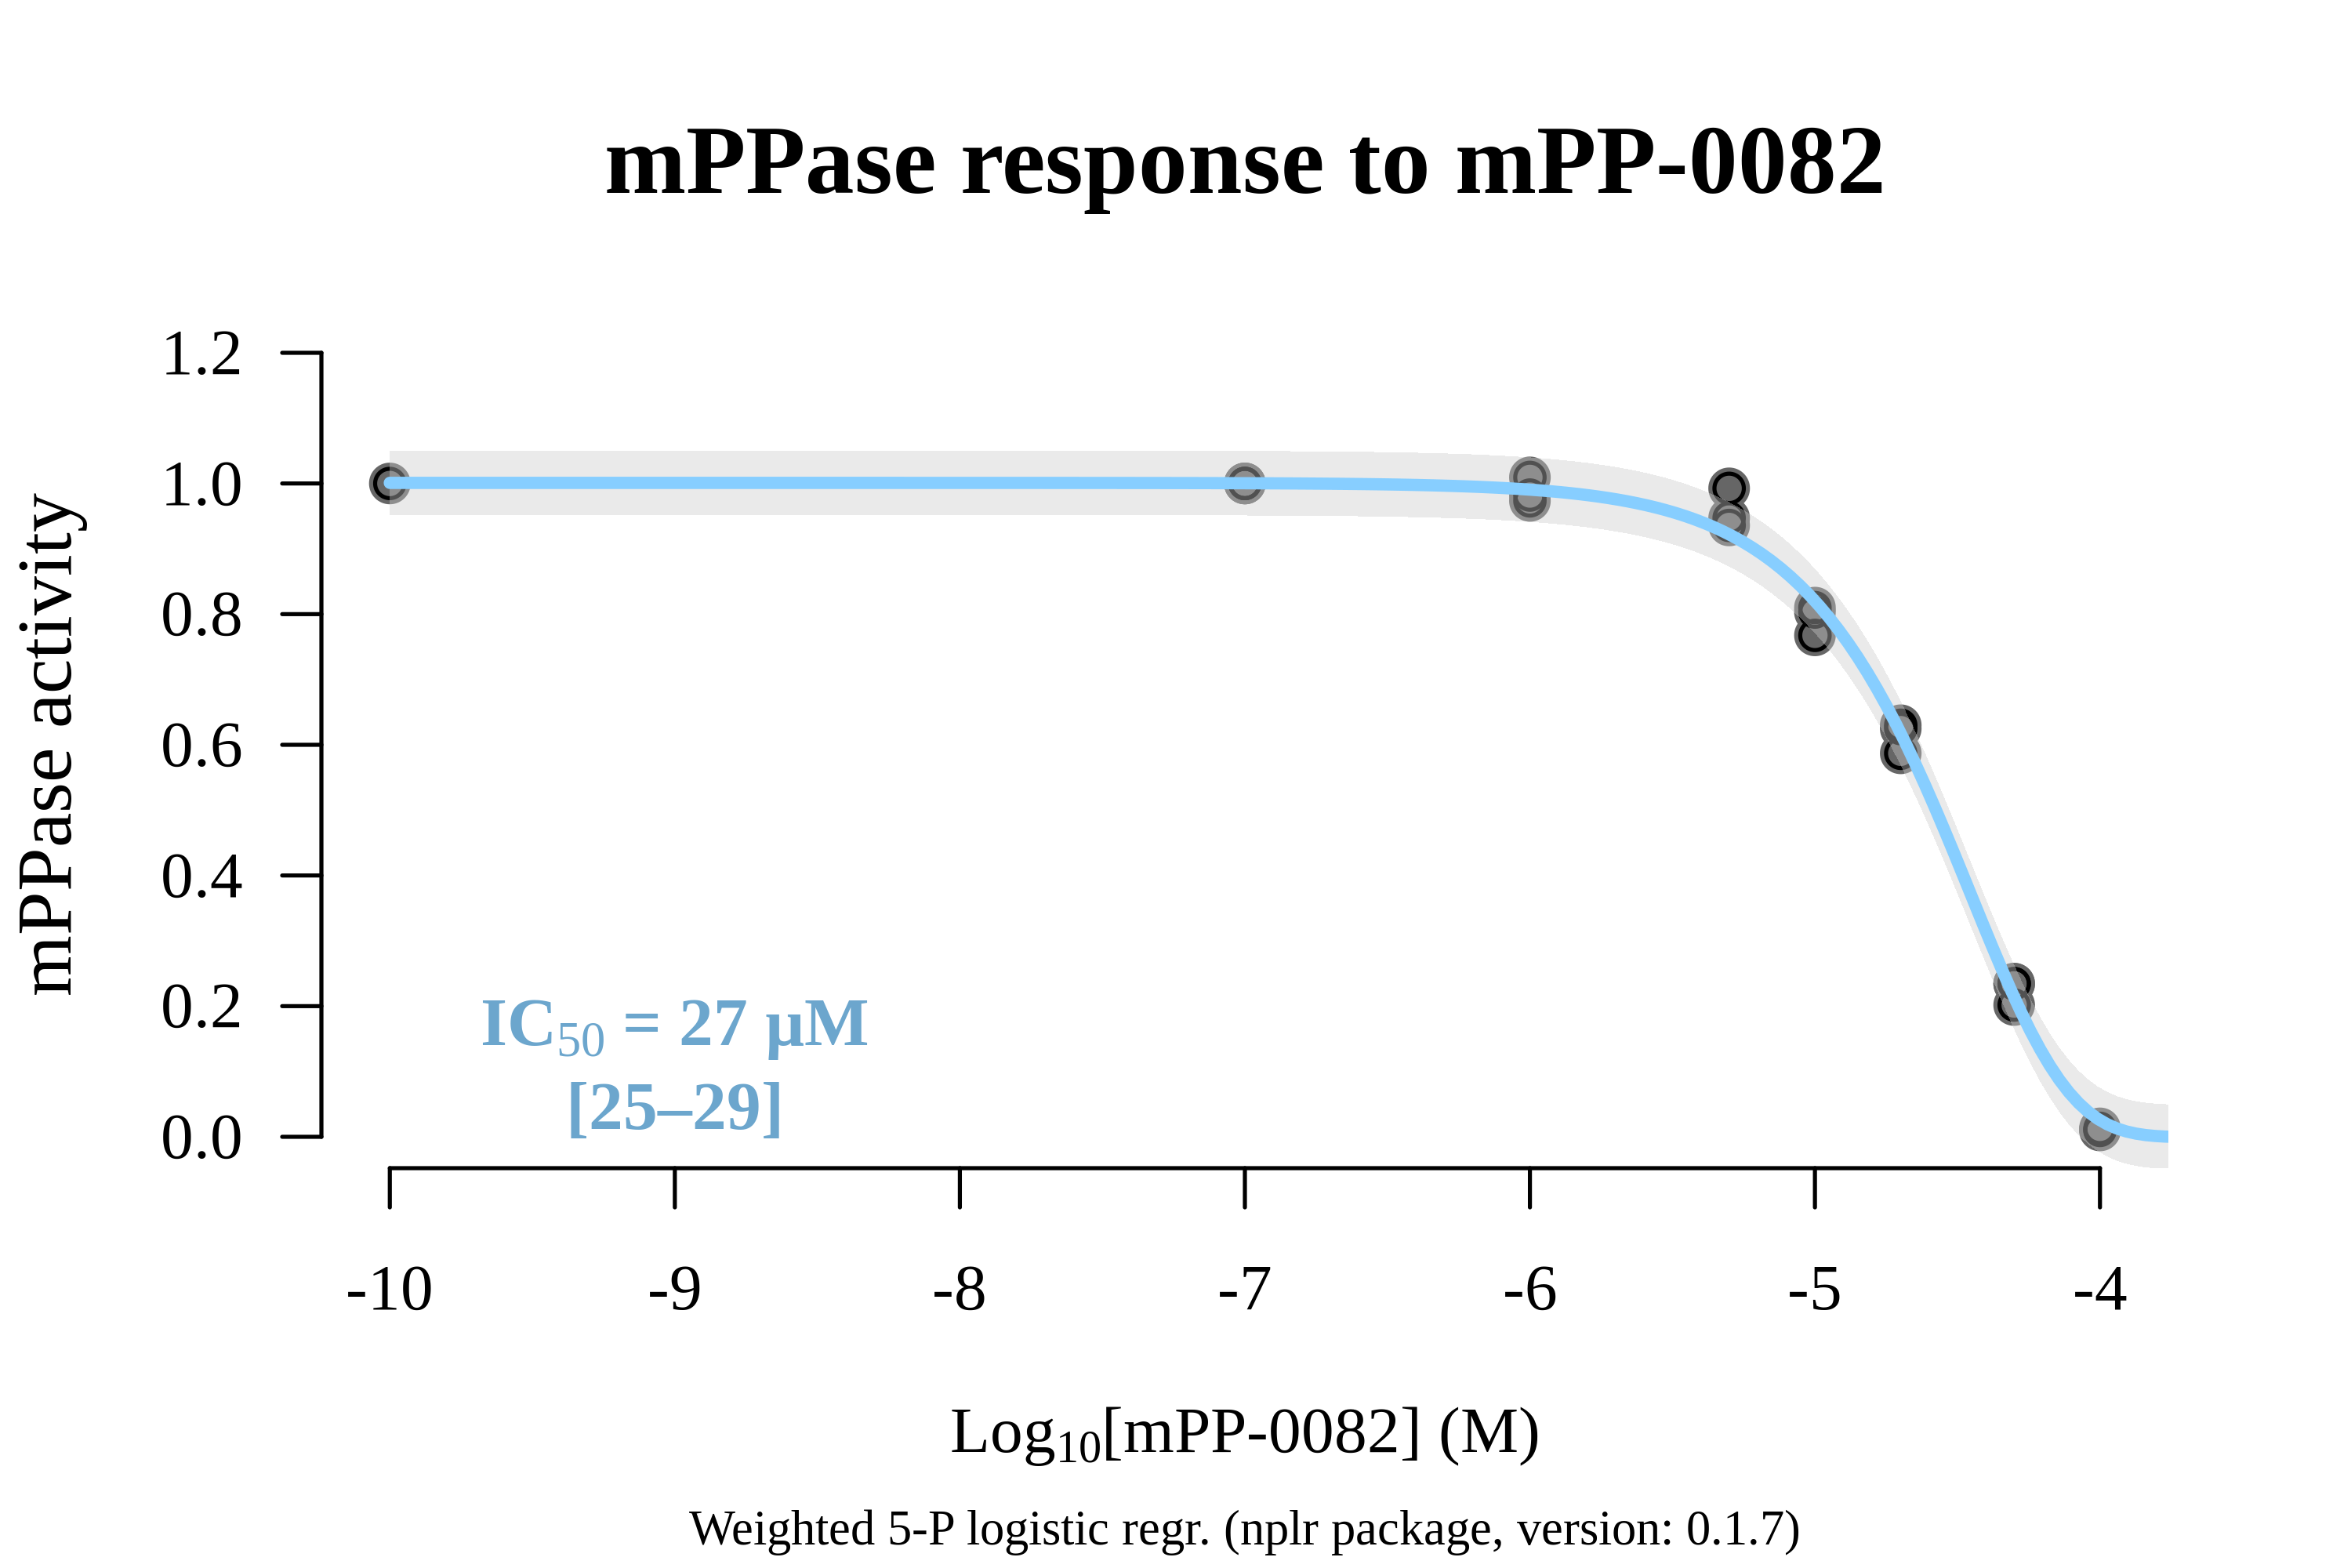 mPPase response to mPP-0082
mPPase activity
1.2
1.0
0.8
0.6
0.4
0.2
0.0
IC50 = 27 µM
[25–29]
-10 -9 -8 -7 -6 -5 -4
Log10[mPP-0082] (M)
Weighted 5-P logistic regr. (nplr package, version: 0.1.7)